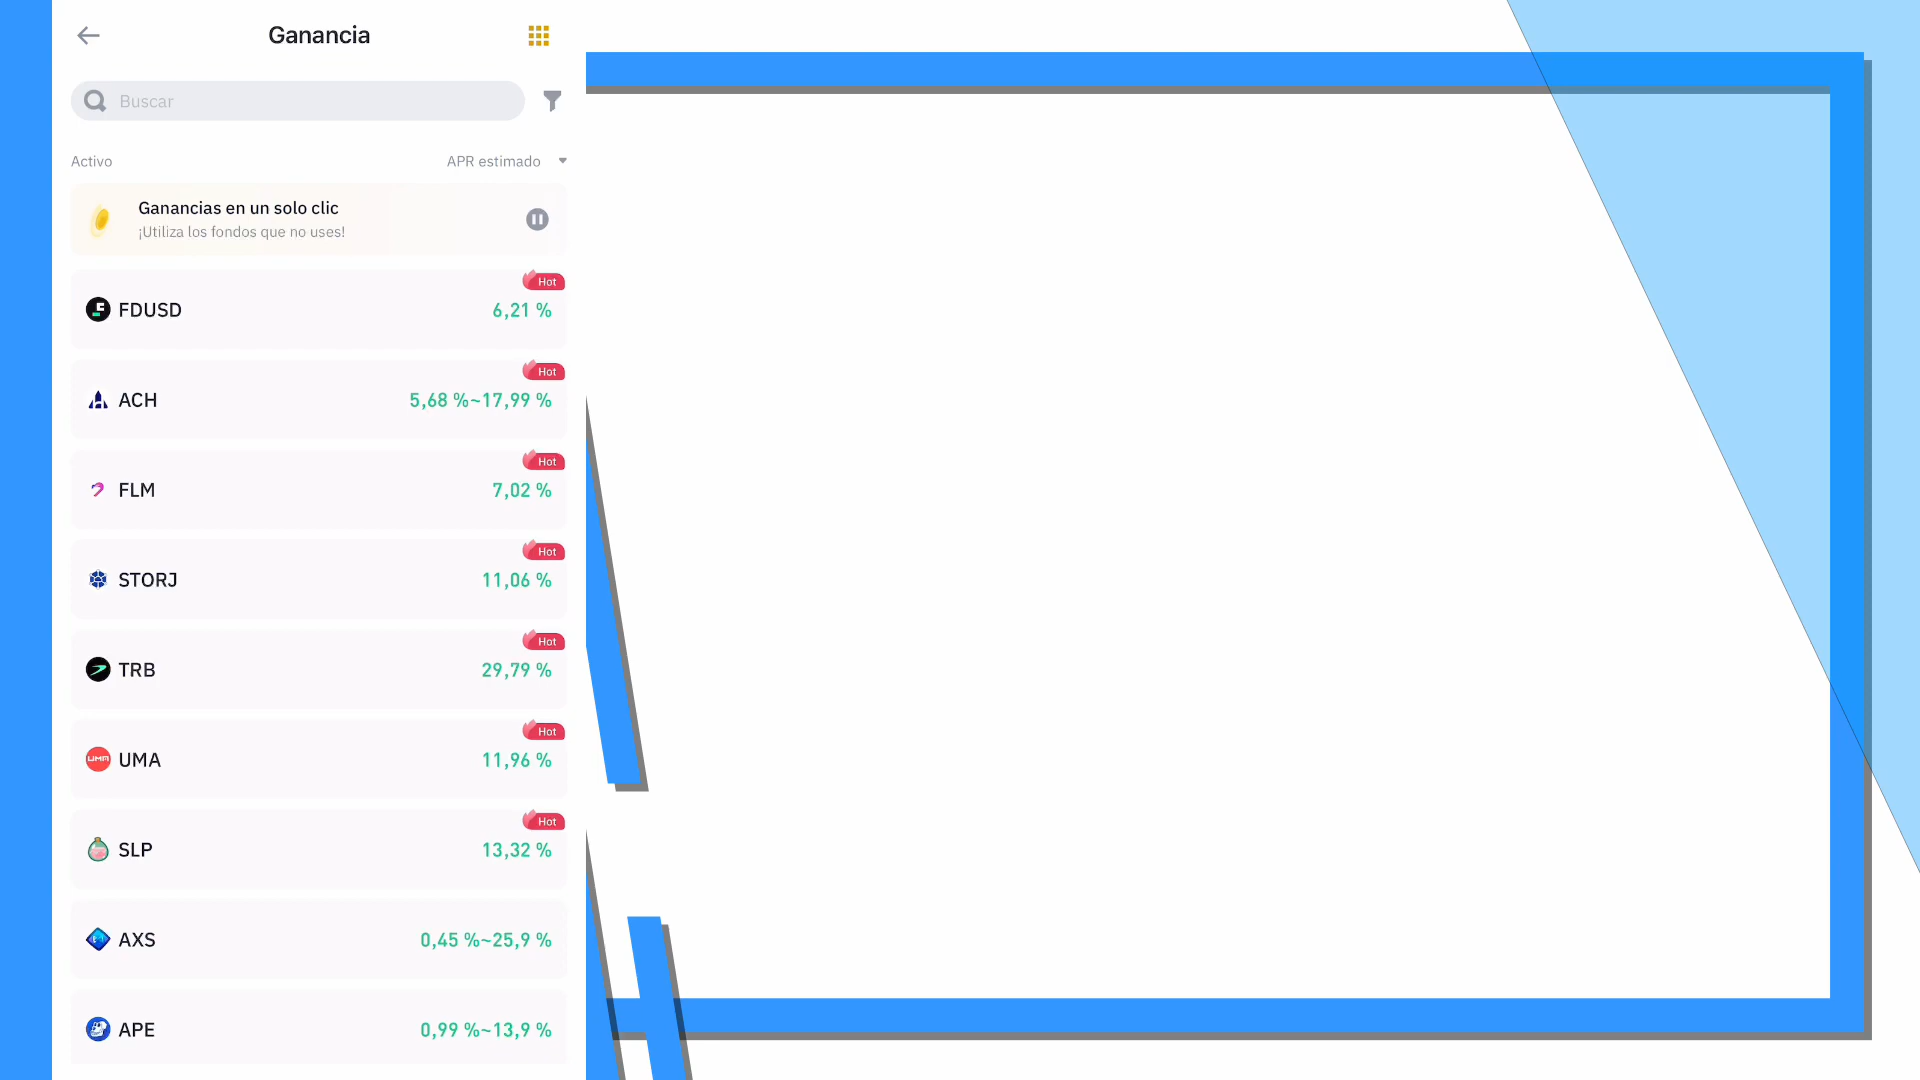 Ganancia
Buscar
Activo
APR estimado
Ganancias en un solo clic
¡Utiliza los fondos que no uses!
Hot
FDUSD
6,21 %
Hot
ACH
5,68 %~17,99 %
Hot
FLM
7,02 %
Hot
STORJ
11,06 %
Hot
TRB
29,79 %
Hot
UMA
11,96 %
Hot
SLP
13,32 %
AXS
0,45 %~25,9 %
APE
0,99 %~13,9 %